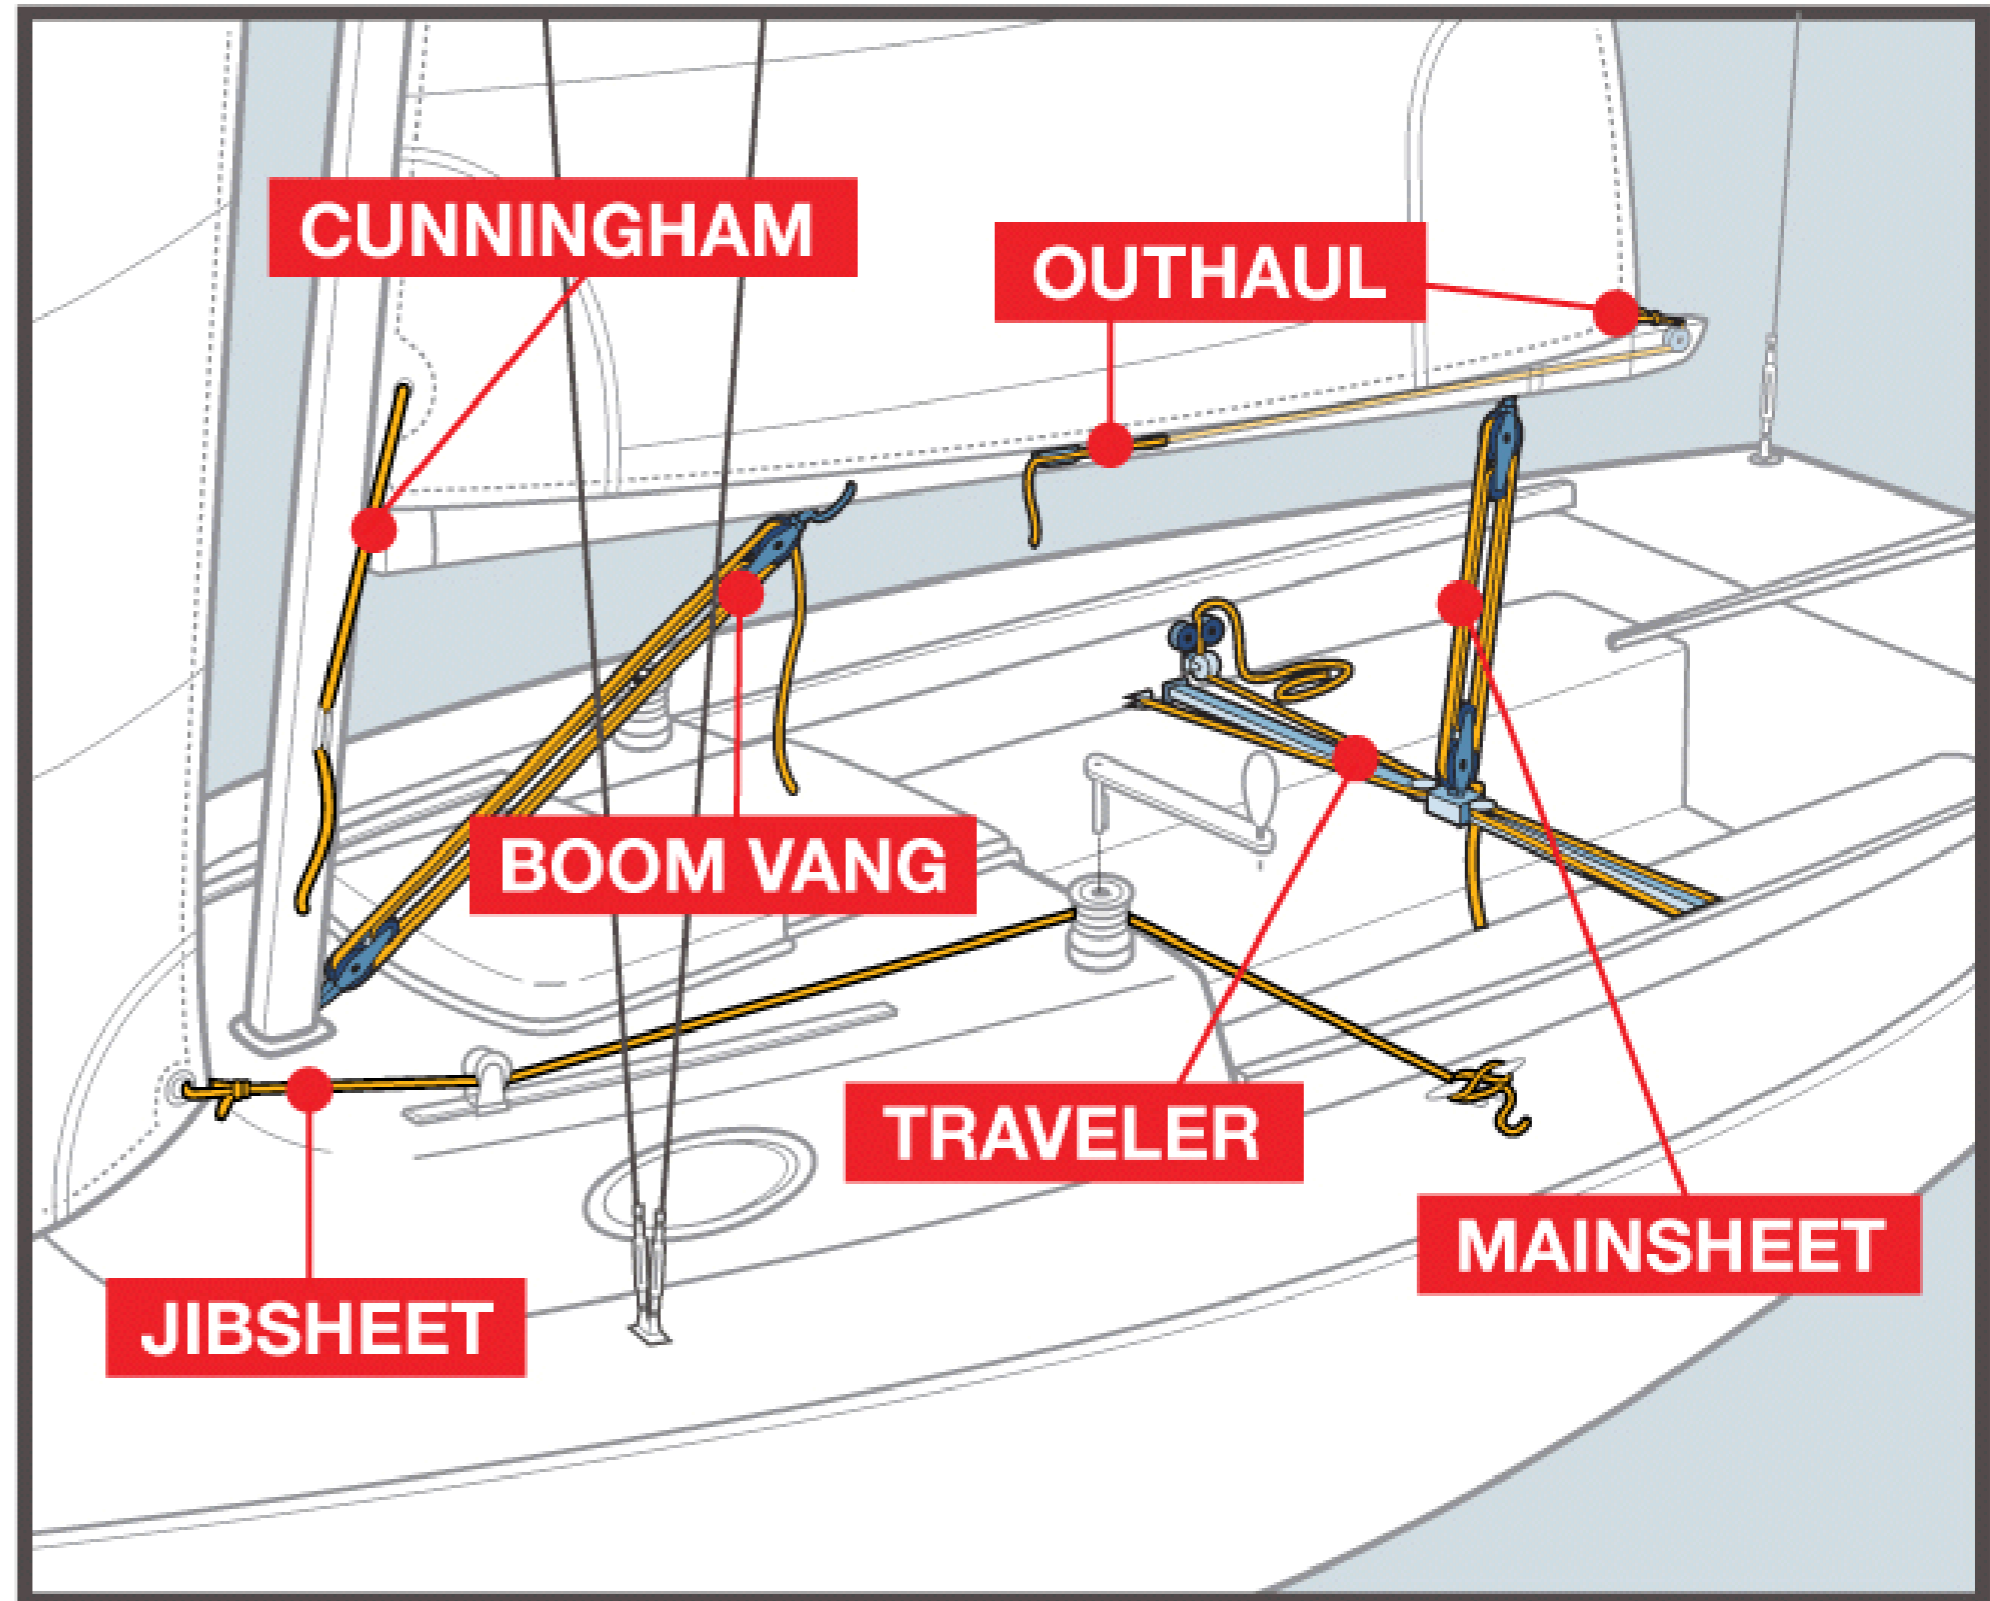 CUNNINGHAM
OUTHAUL
BOOM VANG
TRAVELER
MAINSHEET
JIBSHEET